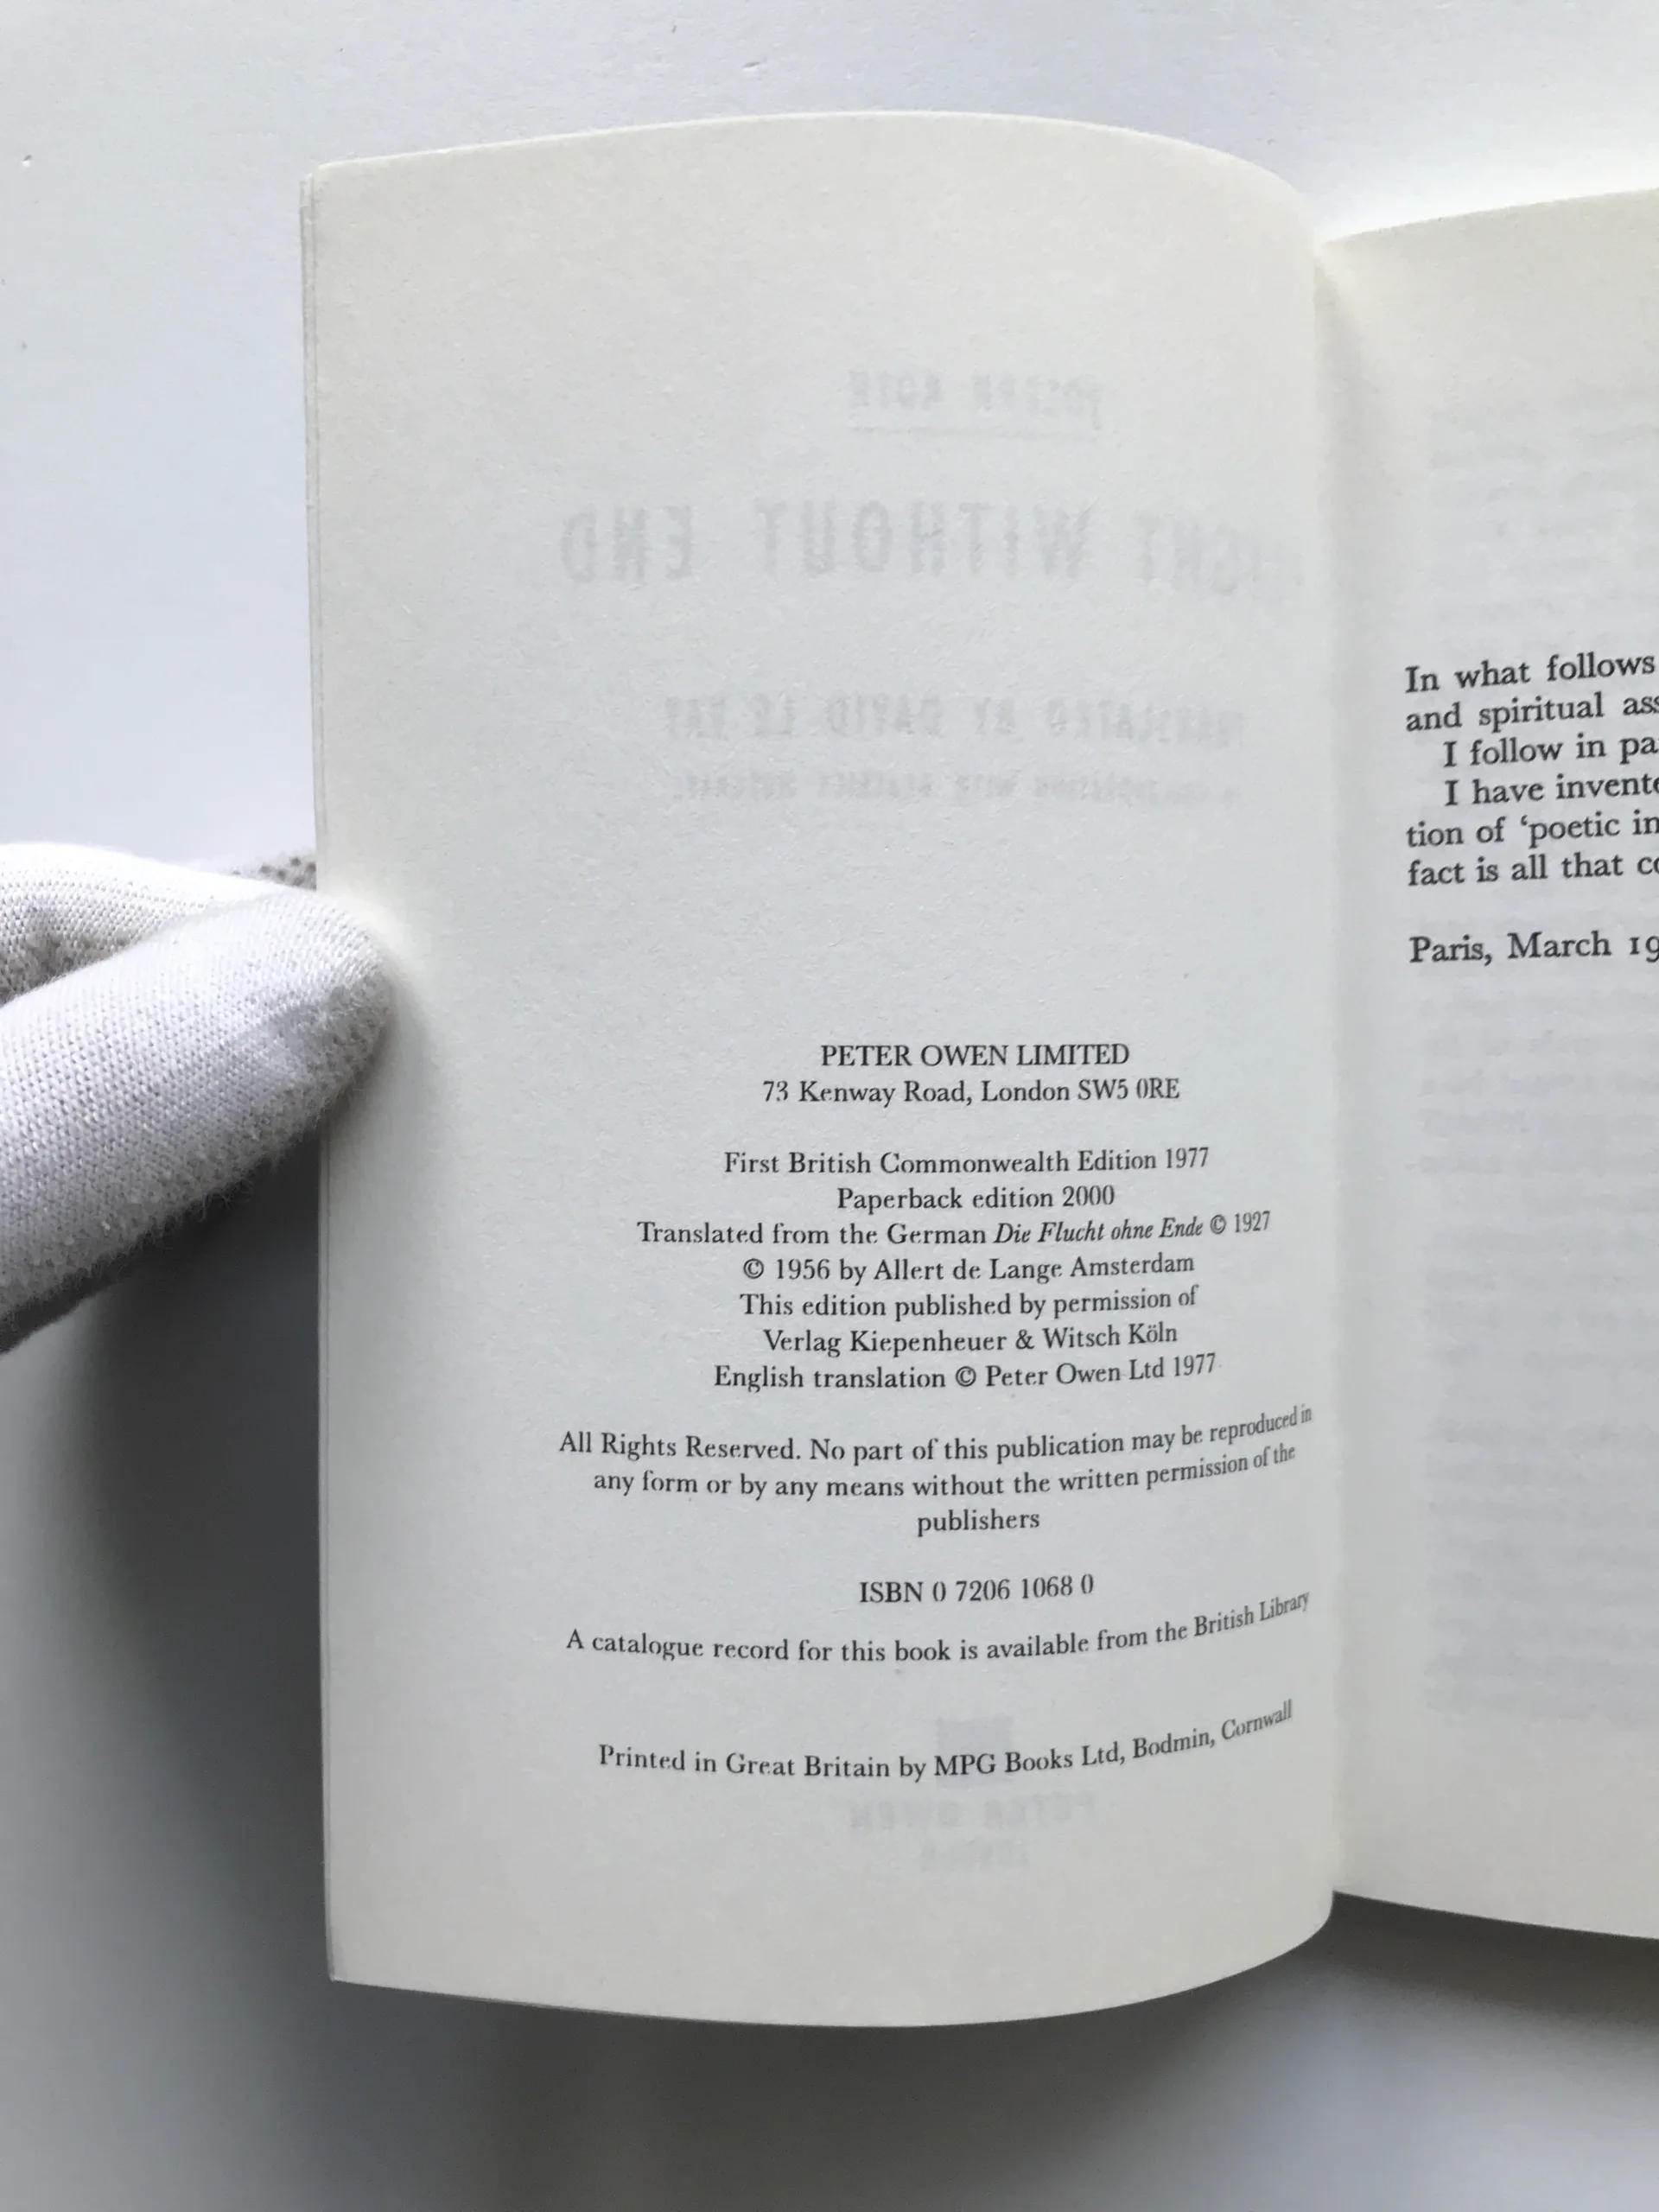 PETER OWEN LIMITED
73 Kenway Road, London SW5 0RE
First British Commonwealth Edition 1977
Paperback edition 2000
Translated from the German Die Flucht ohne Ende © 1927
© 1956 by Allert de Lange Amsterdam
This edition published by permission of
Verlag Kiepenheuer & Witsch Köln
English translation © Peter Owen Ltd 1977
All Rights Reserved. No part of this publication may be reproduced in
any form or by any means without the written permission of the
publishers
ISBN 0 7206 1068 0
A catalogue record for this book is available from the British Library
Printed in Great Britain by MPG Books Ltd, Bodmin, Cornwall
In what follows
and spiritual
I follow in
I have
tion of ‘poetic
fact is all that
Paris, March